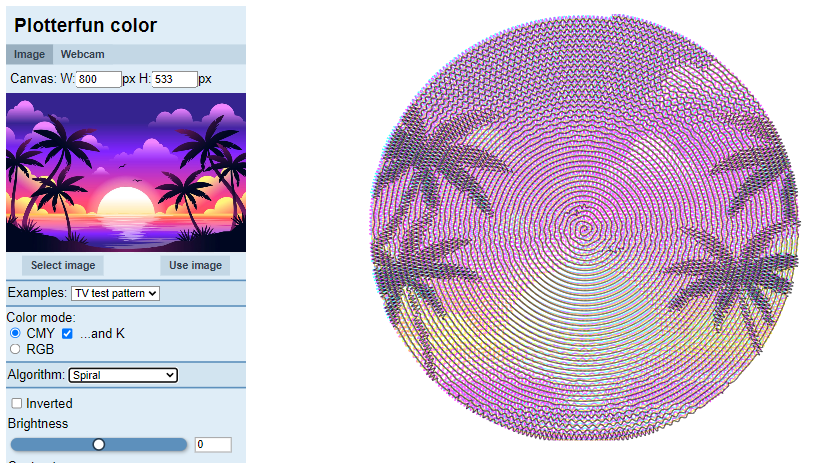 Plotterfun color
Image Webcam
Canvas: W: 800 px H: 533 px
Select image Use image
Examples: TV test pattern
Color mode:
CMY ...and K
RGB
Algorithm: Spiral
Inverted
Brightness
0